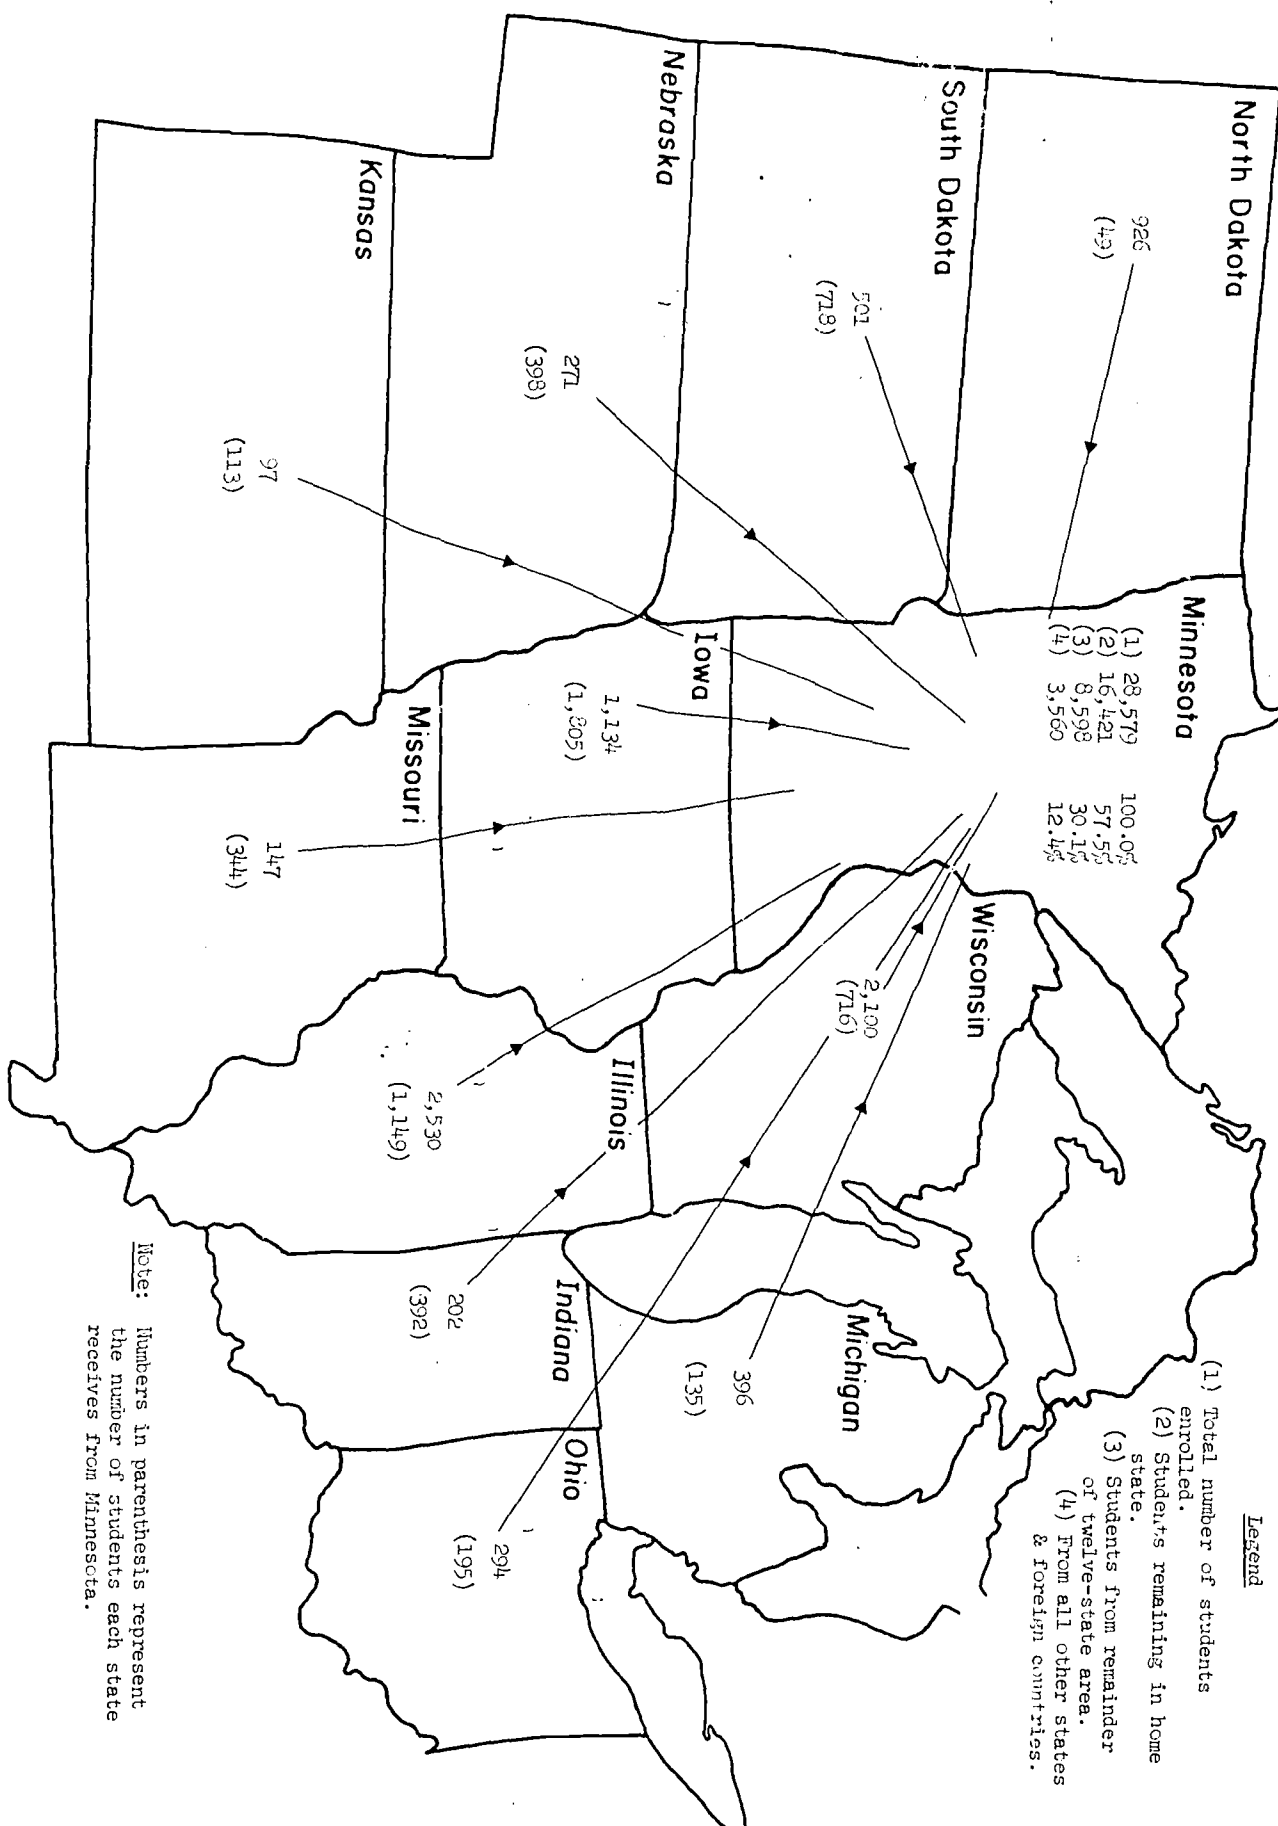 North Dakota
926
(49)
South Dakota
501
(718)
Nebraska
271
(398)
Kansas
97
(113)
Minnesota
(1) 28,579 100.0%
(2) 16,421 57.5%
(3) 8,598 30.1%
(4) 3,560 12.4%
Iowa
1,134
(1,805)
Missouri
147
(344)
Wisconsin
2,100
(716)
Illinois
2,530
(1,149)
Michigan
396
(135)
Indiana
202
(392)
Ohio
294
(195)
Legend
(1) Total number of students
enrolled.
(2) Students remaining in home
state.
(3) Students from remainder
of twelve-state area.
(4) From all other states
& foreign countries.
Note: Numbers in parenthesis represent
the number of students each state
receives from Minnesota.